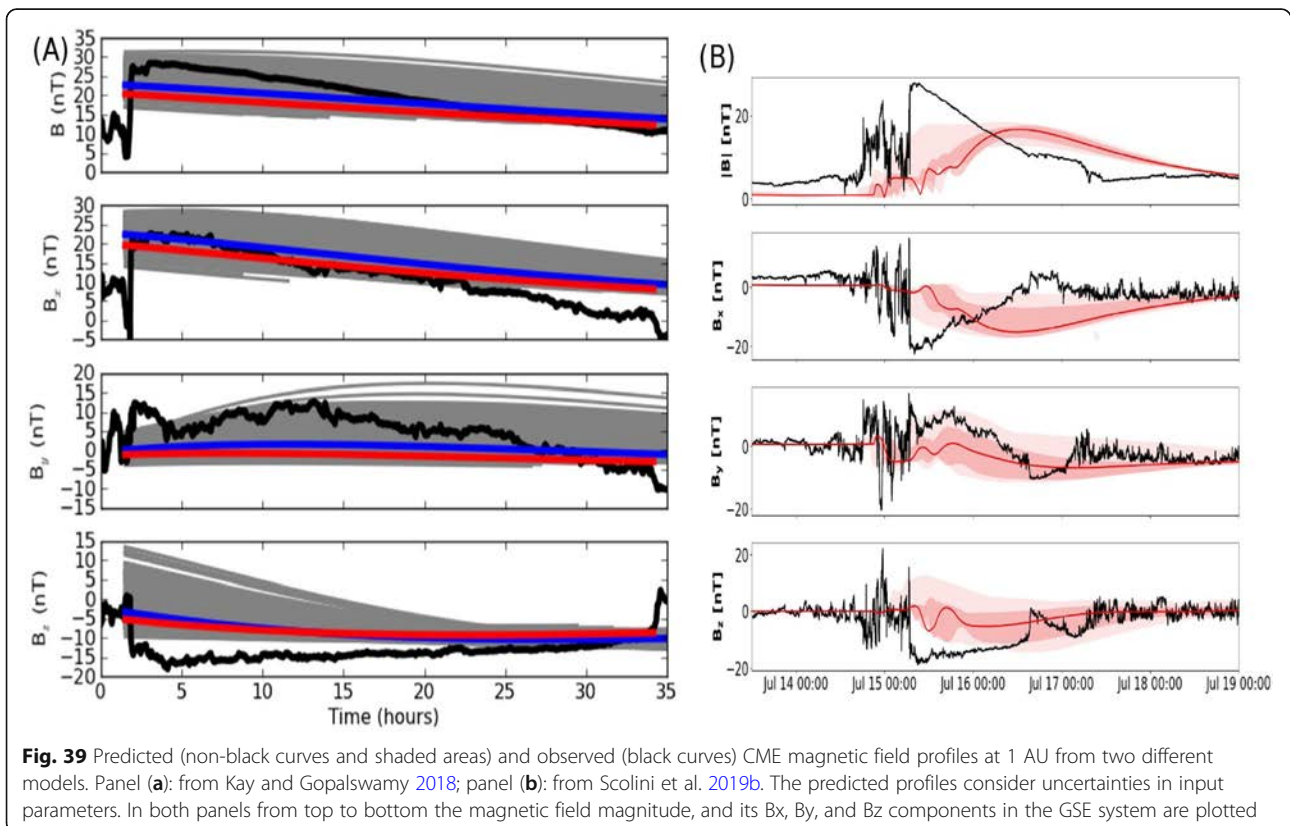 (A)
B (nT)
35
30
25
20
15
10
5
0
Bx (nT)
30
25
20
15
10
5
0
−5
By (nT)
20
15
10
5
0
−5
−10
−15
Bz (nT)
15
10
5
0
−5
−10
−15
−20
0 5 10 15 20 25 30 35
Time (hours)
(B)
|B| [nT]
20
0
Bx [nT]
0
−20
By [nT]
0
−20
Bz [nT]
20
0
−20
Jul 14 00:00 Jul 15 00:00 Jul 16 00:00 Jul 17 00:00 Jul 18 00:00 Jul 19 00:00
Fig. 39 Predicted (non-black curves and shaded areas) and observed (black curves) CME magnetic field profiles at 1 AU from two different
models. Panel (a): from Kay and Gopalswamy 2018; panel (b): from Scolini et al. 2019b. The predicted profiles consider uncertainties in input
parameters. In both panels from top to bottom the magnetic field magnitude, and its Bx, By, and Bz components in the GSE system are plotted